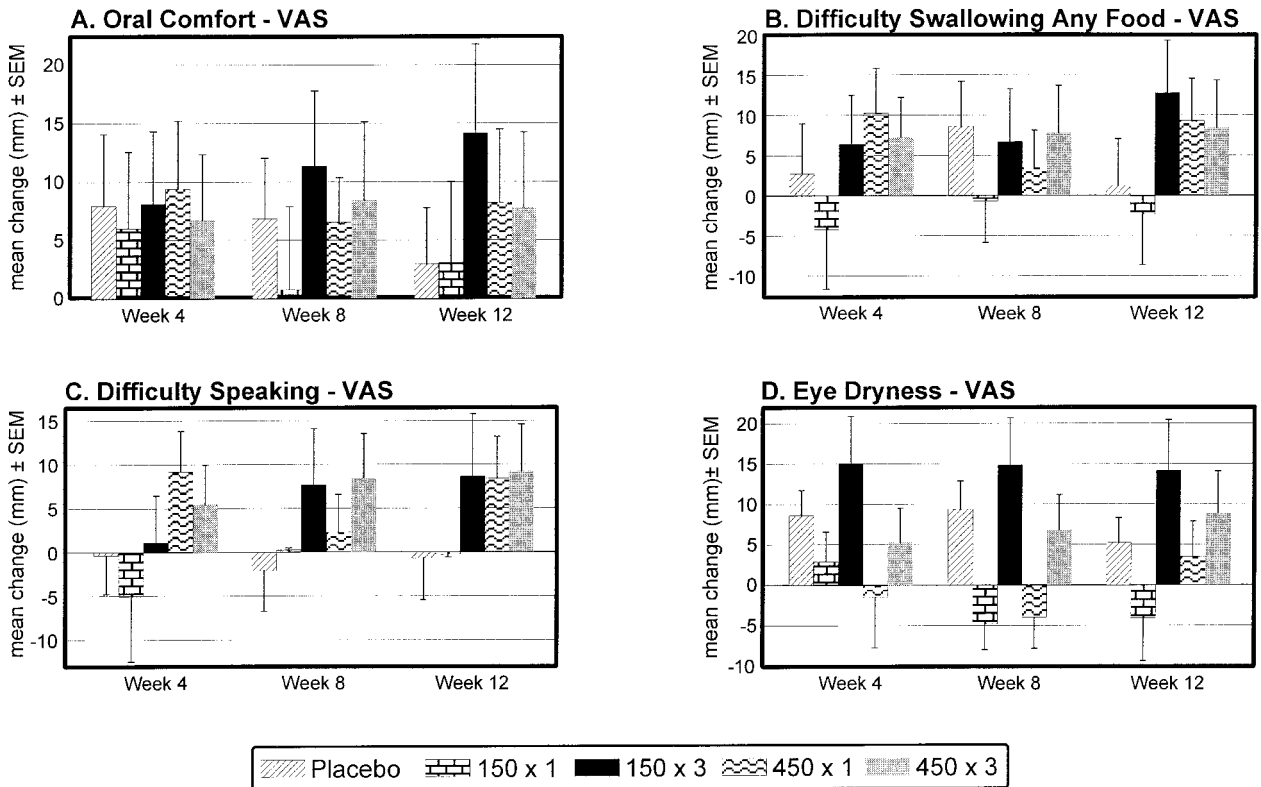 A. Oral Comfort - VAS
mean change (mm) ± SEM
20
15
10
5
0
Week 4 Week 8 Week 12
B. Difficulty Swallowing Any Food - VAS
mean change (mm) ± SEM
20
15
10
5
0
-5
-10
Week 4 Week 8 Week 12
C. Difficulty Speaking - VAS
mean change (mm) ± SEM
15
10
5
0
-5
-10
Week 4 Week 8 Week 12
D. Eye Dryness - VAS
mean change (mm)± SEM
20
15
10
5
0
-5
-10
Week 4 Week 8 Week 12
Placebo 150 x 1 150 x 3 450 x 1 450 x 3